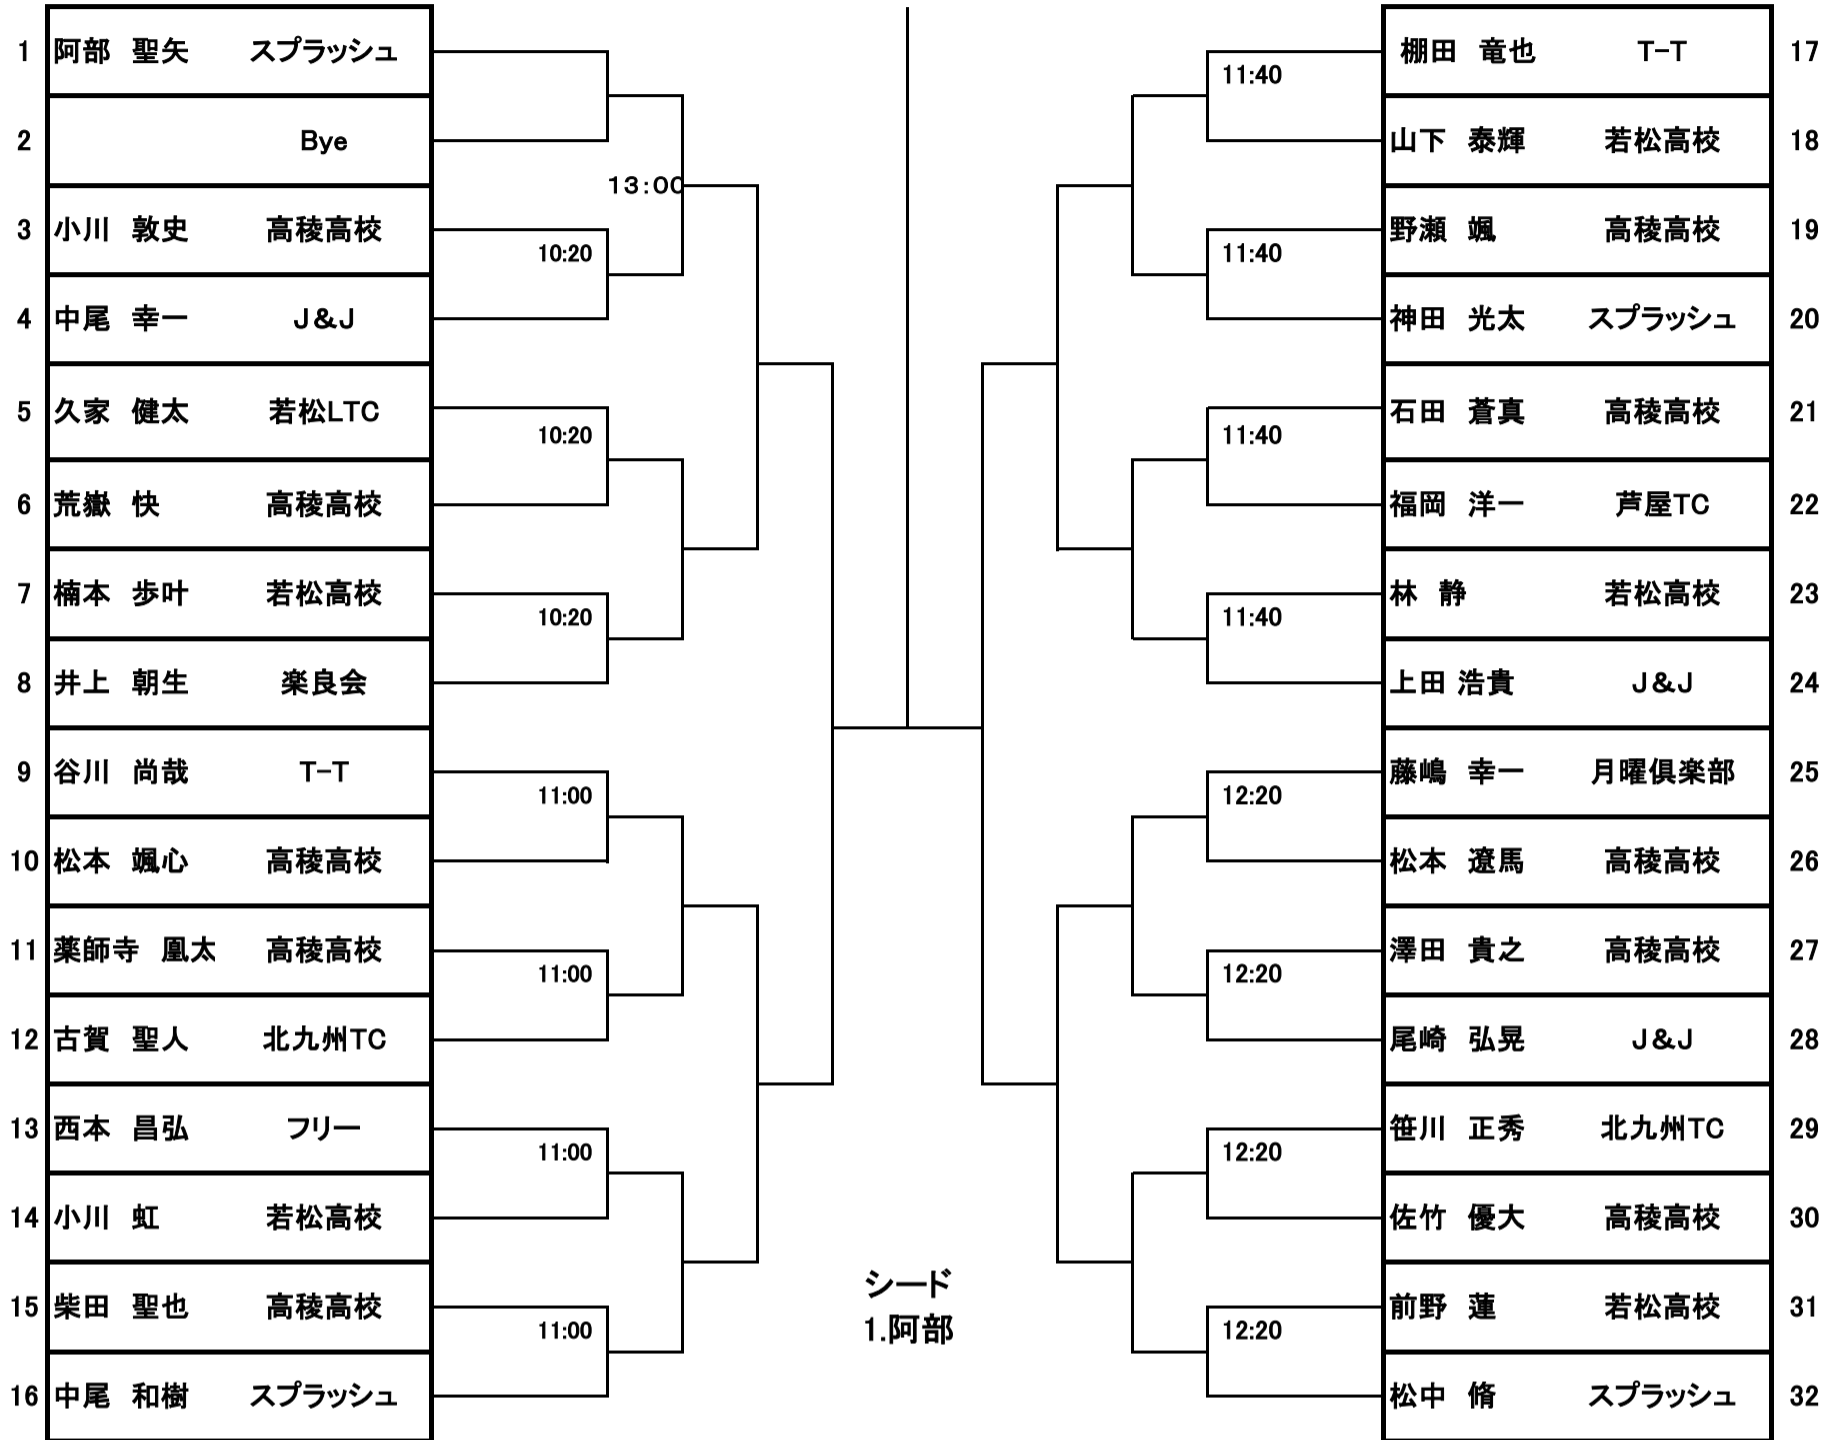 1 阿部 聖矢 スプラッシュ
2 Bye
13:00
3 小川 敦史 高稜高校
10:20
4 中尾 幸一 J&J
5 久家 健太 若松LTC
10:20
6 荒嶽 快 高稜高校
7 楠本 歩叶 若松高校
10:20
8 井上 朝生 楽良会
9 谷川 尚哉 T-T
11:00
10 松本 颯心 高稜高校
11 薬師寺 凰太 高稜高校
11:00
12 古賀 聖人 北九州TC
13 西本 昌弘 フリー
11:00
14 小川 虹 若松高校
15 柴田 聖也 高稜高校
11:00
16 中尾 和樹 スプラッシュ
シード
1.阿部
棚田 竜也 T-T 17
11:40
山下 泰輝 若松高校 18
野瀬 颯 高稜高校 19
11:40
神田 光太 スプラッシュ 20
石田 蒼真 高稜高校 21
11:40
福岡 洋一 芦屋TC 22
林 静 若松高校 23
11:40
上田 浩貴 J&J 24
藤嶋 幸一 月曜倶楽部 25
12:20
松本 遼馬 高稜高校 26
澤田 貴之 高稜高校 27
12:20
尾崎 弘晃 J&J 28
笹川 正秀 北九州TC 29
12:20
佐竹 優大 高稜高校 30
前野 蓮 若松高校 31
12:20
松中 脩 スプラッシュ 32